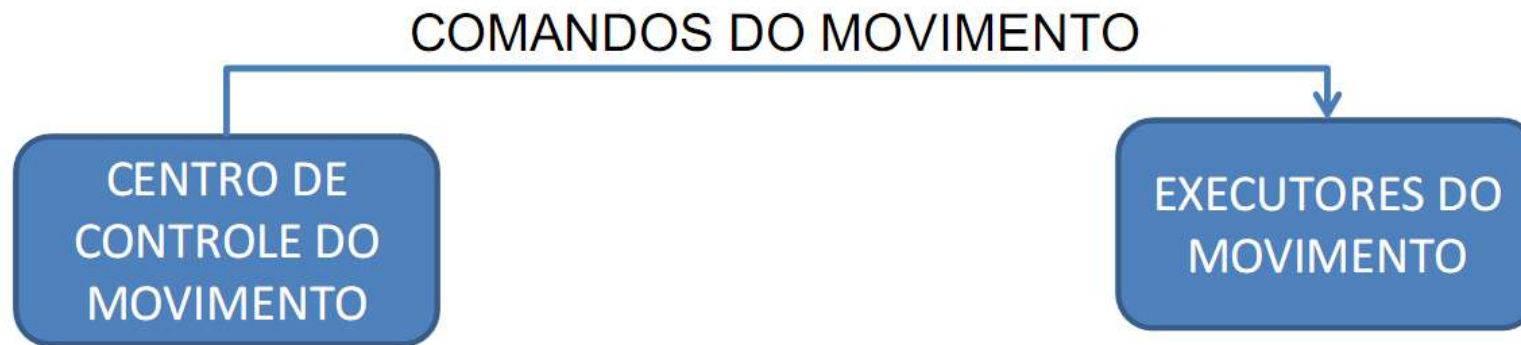 COMANDOS DO MOVIMENTO
CENTRO DE
CONTROLE DO
MOVIMENTO
EXECUTORES DO
MOVIMENTO